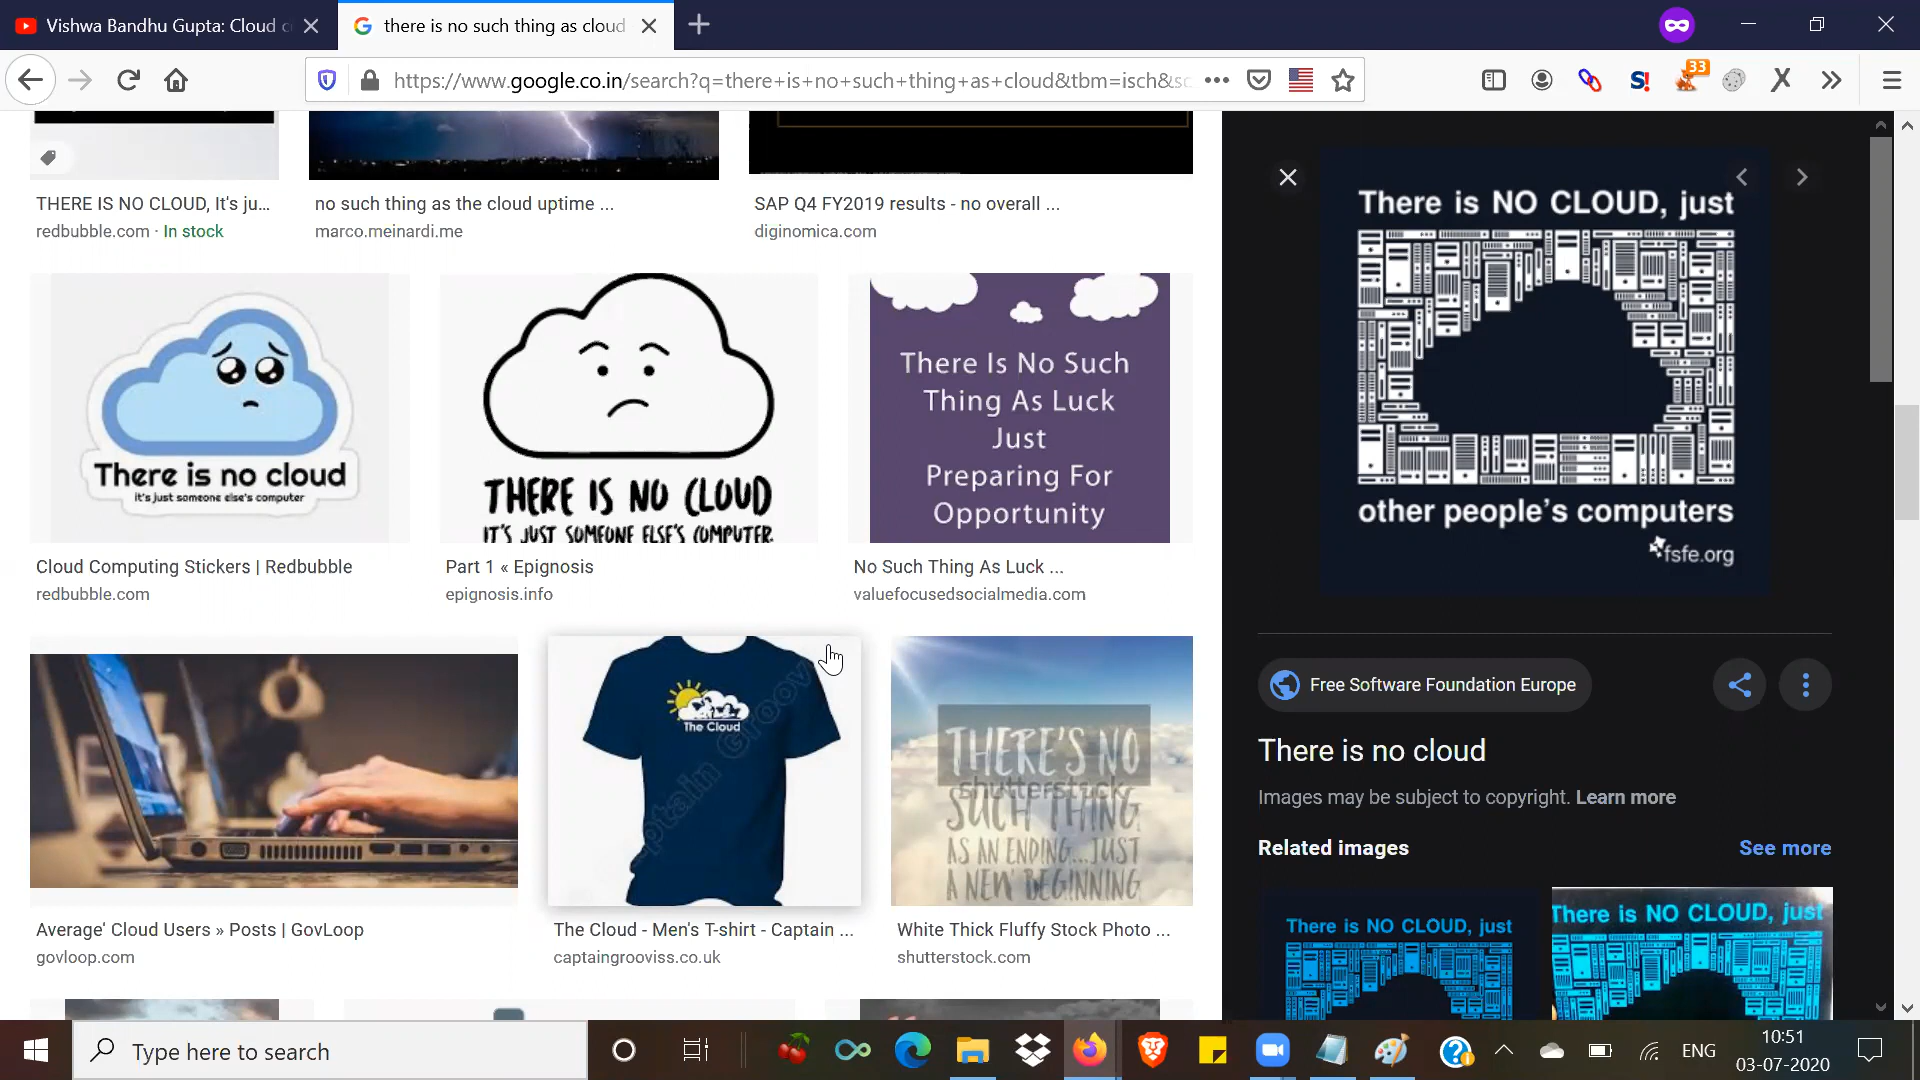 Vishwa Bandhu Gupta: Cloud c
there is no such thing as cloud
https://www.google.co.in/search?q=there+is+no+such+thing+as+cloud&tbm=isch&sc
33
S!
THERE IS NO CLOUD, It's ju...
redbubble.com · In stock
no such thing as the cloud uptime ...
marco.meinardi.me
SAP Q4 FY2019 results - no overall ...
diginomica.com
There is no cloud
it's just someone else's computer
Cloud Computing Stickers | Redbubble
redbubble.com
THERE IS NO CLOUD
IT'S JUST SOMEONE ELSE'S COMPUTER
Part 1 « Epignosis
epignosis.info
There Is No Such
Thing As Luck
Just
Preparing For
Opportunity
No Such Thing As Luck ...
valuefocusedsocialmedia.com
Average' Cloud Users » Posts | GovLoop
govloop.com
The Cloud
The Cloud - Men's T-shirt - Captain ...
captaingrooviss.co.uk
THERE'S NO
shutterstock
SUCH THING
AS AN ENDING...JUST
A NEW BEGINNING
White Thick Fluffy Stock Photo ...
shutterstock.com
There is NO CLOUD, just
other people's computers
fsfe.org
Free Software Foundation Europe
There is no cloud
Images may be subject to copyright. Learn more
Related images
See more
There is NO CLOUD, just
There is NO CLOUD, just
Type here to search
ENG
10:51
03-07-2020